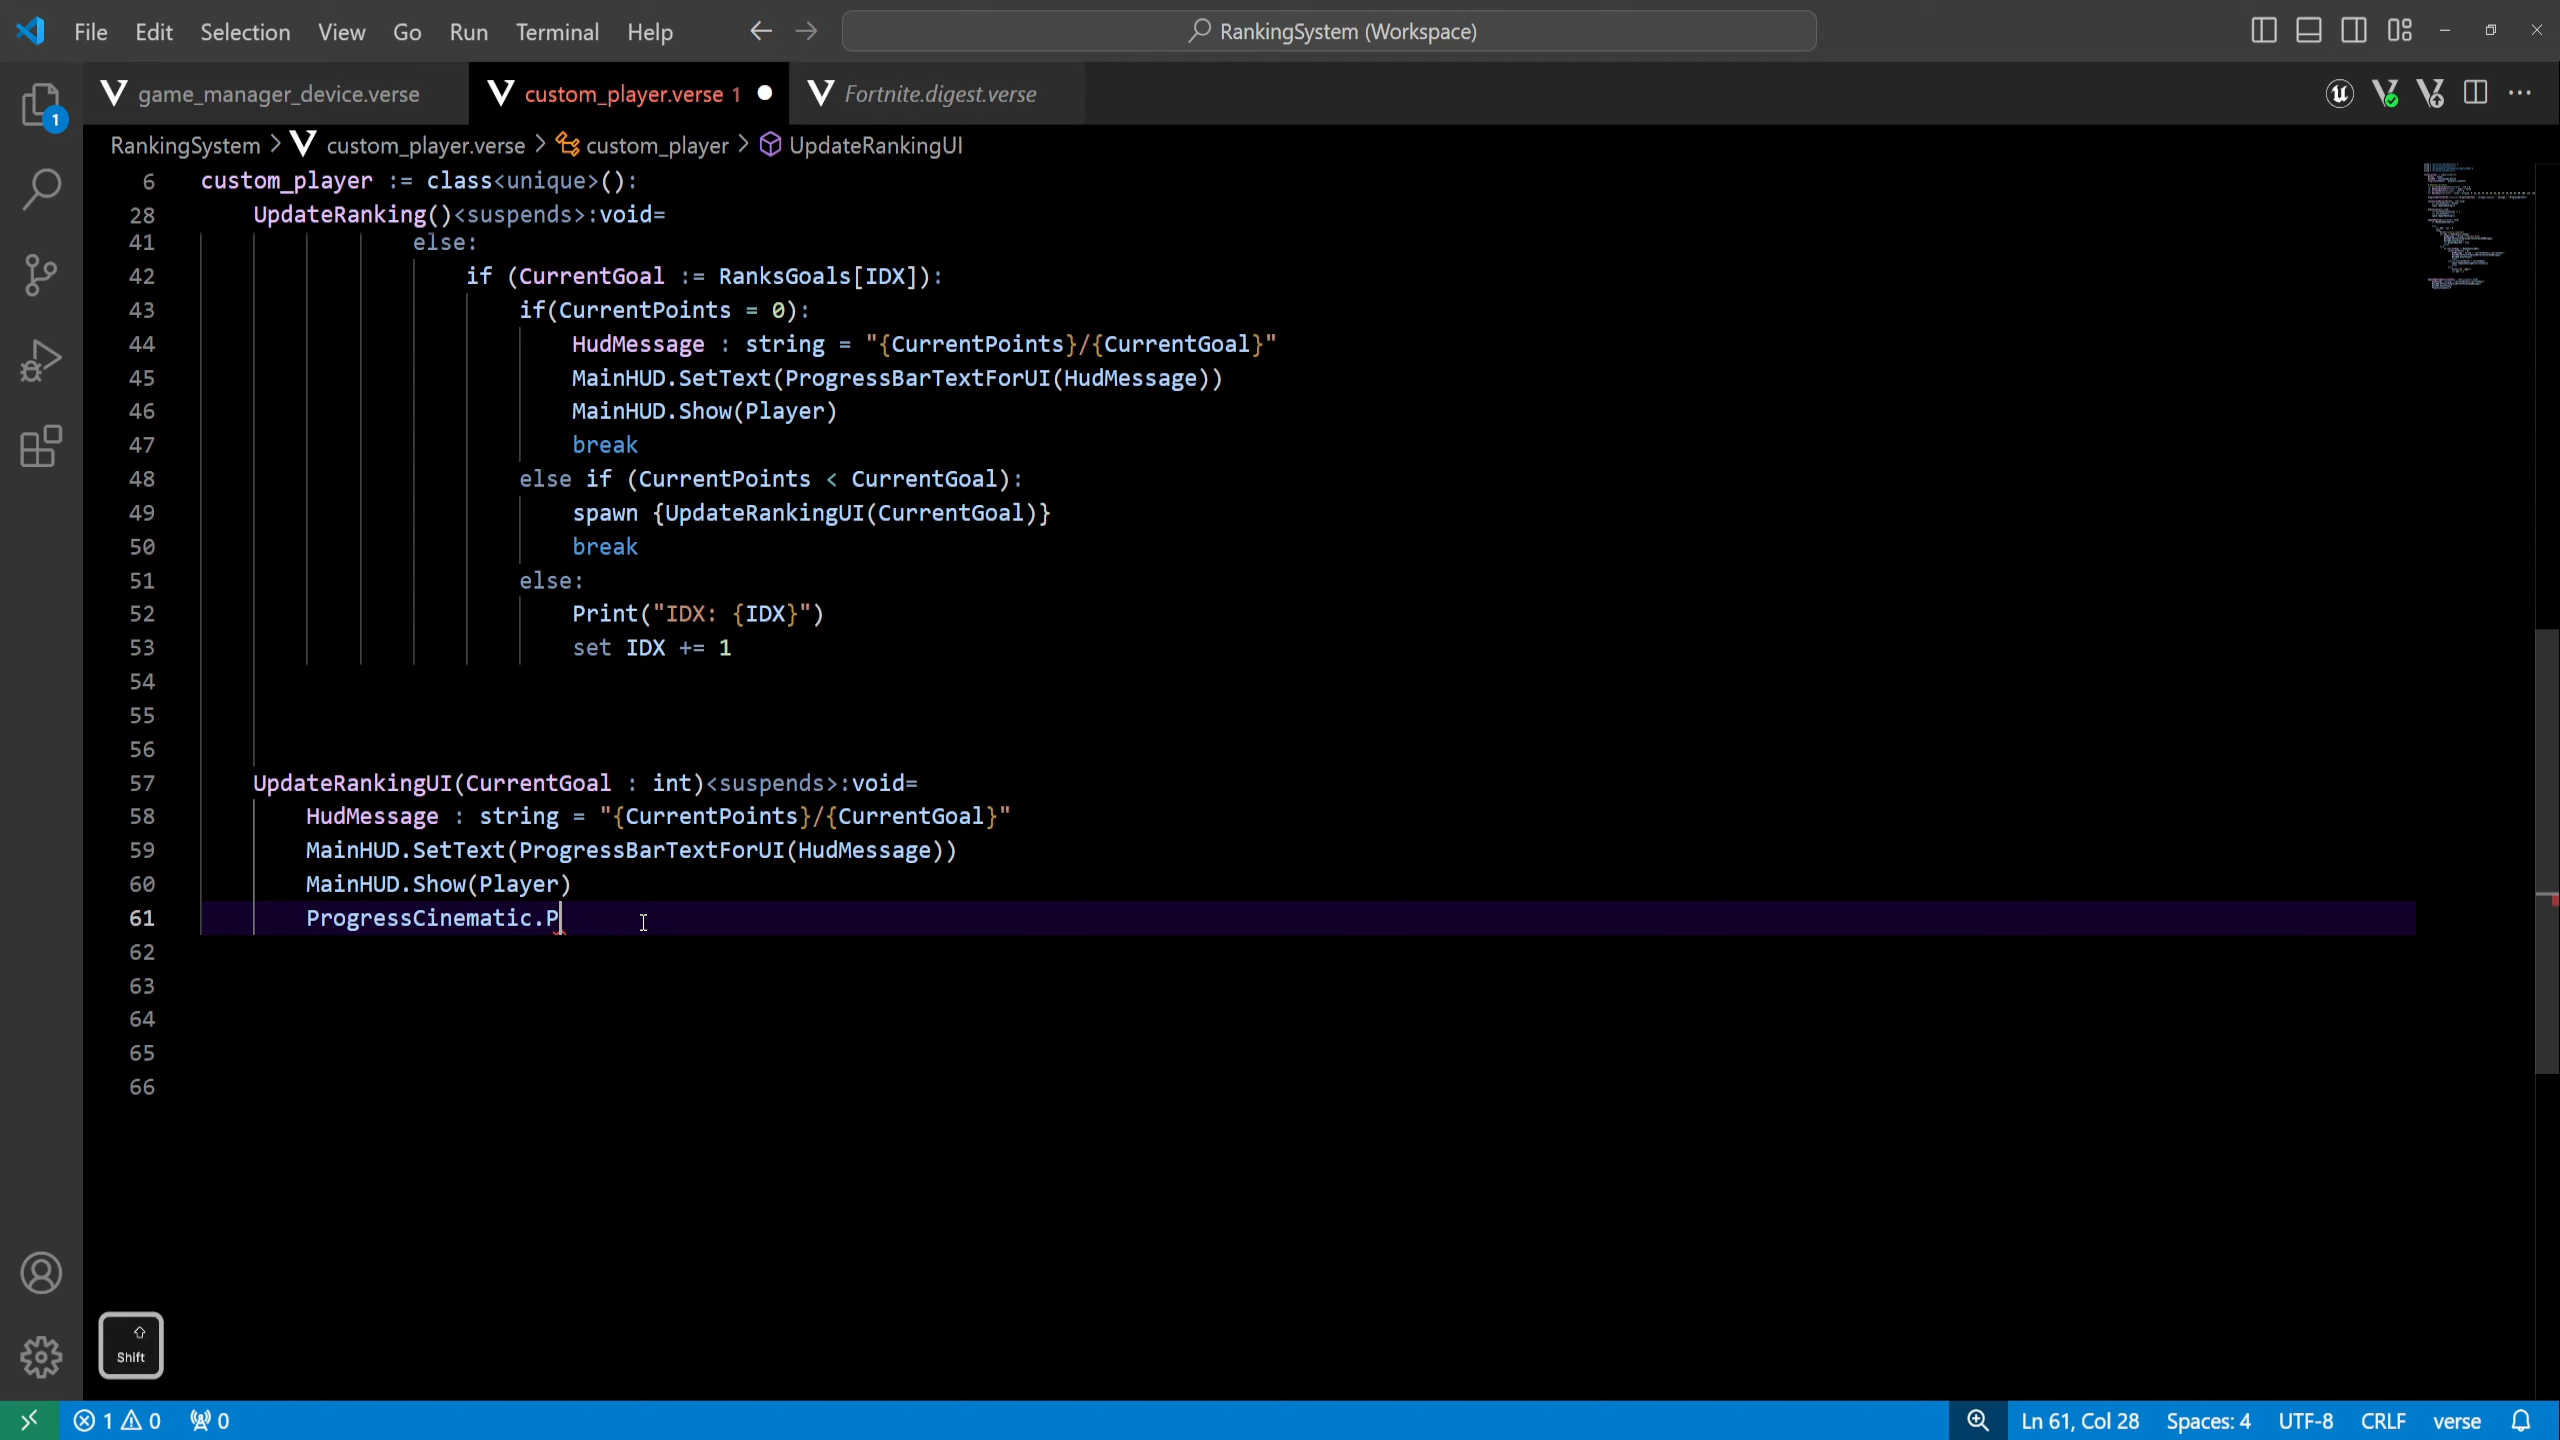 File Edit Selection View Go Run Terminal Help
RankingSystem (Workspace)
game_manager_device.verse
custom_player.verse 1
Fortnite.digest.verse
RankingSystem > custom_player.verse > custom_player > UpdateRankingUI
6 custom_player := class<unique>():
28 UpdateRanking()<suspends>:void=
41 else:
42 if (CurrentGoal := RanksGoals[IDX]):
43 if(CurrentPoints = 0):
44 HudMessage : string = "{CurrentPoints}/{CurrentGoal}"
45 MainHUD.SetText(ProgressBarTextForUI(HudMessage))
46 MainHUD.Show(Player)
47 break
48 else if (CurrentPoints < CurrentGoal):
49 spawn {UpdateRankingUI(CurrentGoal)}
50 break
51 else:
52 Print("IDX: {IDX}")
53 set IDX += 1
54
55
56
57 UpdateRankingUI(CurrentGoal : int)<suspends>:void=
58 HudMessage : string = "{CurrentPoints}/{CurrentGoal}"
59 MainHUD.SetText(ProgressBarTextForUI(HudMessage))
60 MainHUD.Show(Player)
61 ProgressCinematic.P
62
63
64
65
66
1
Shift
1 0 0
Ln 61, Col 28 Spaces: 4 UTF-8 CRLF verse